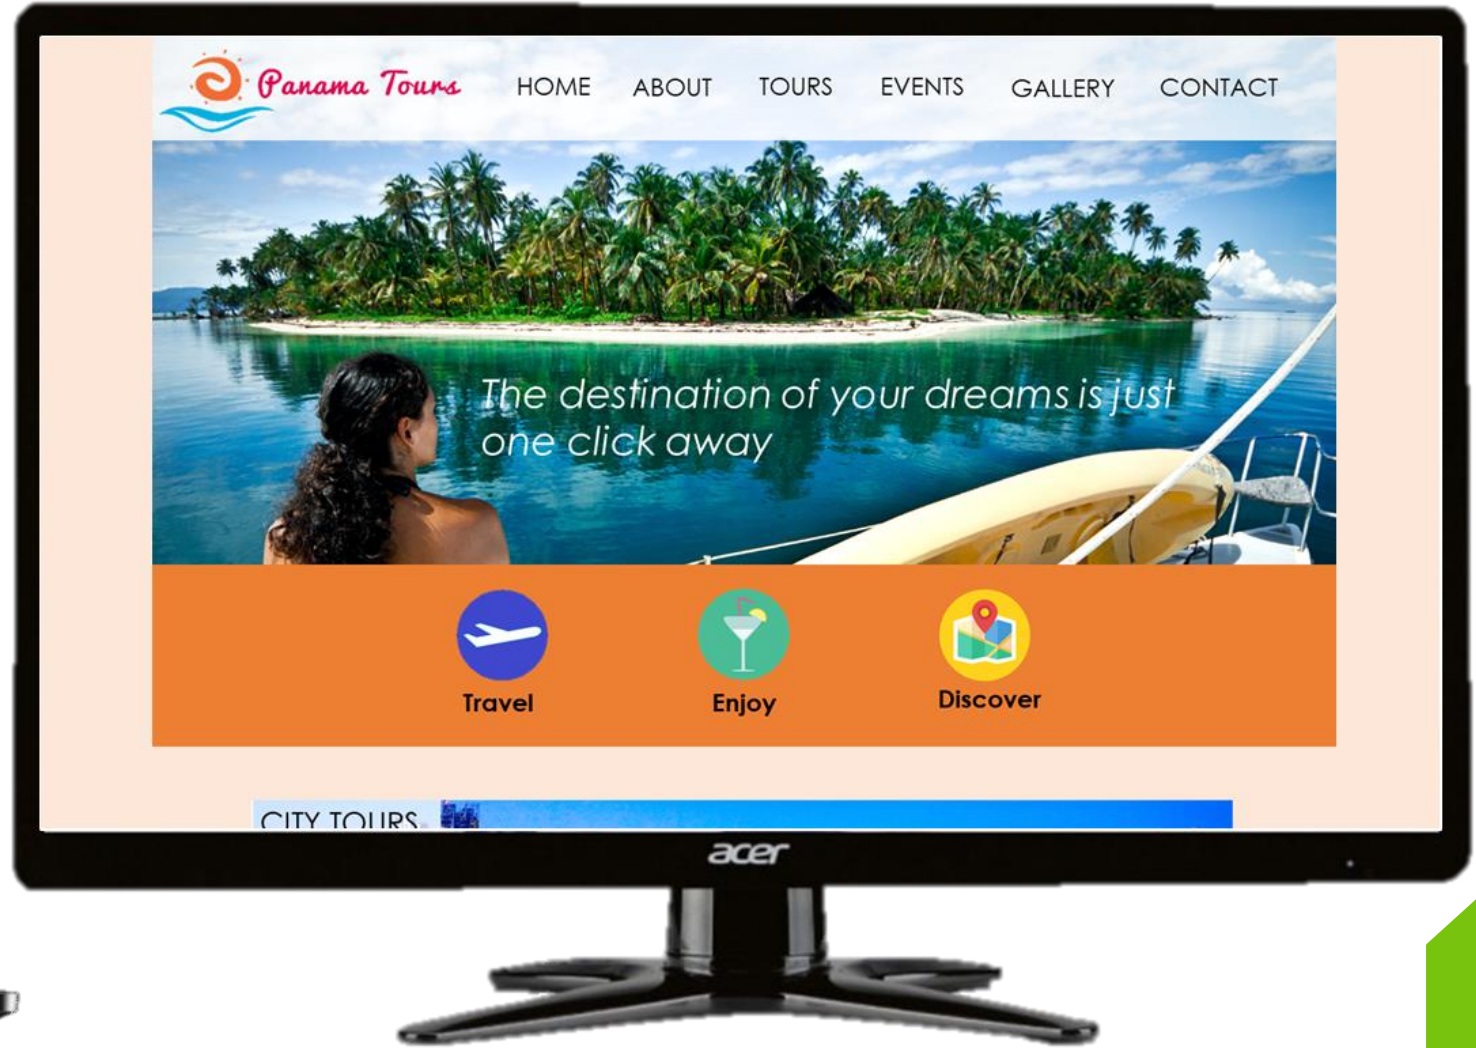 Panama Tours HOME ABOUT TOURS EVENTS GALLERY CONTACT
The destination of your dreams is just
one click away
Travel Enjoy Discover
CITY TOURS
acer